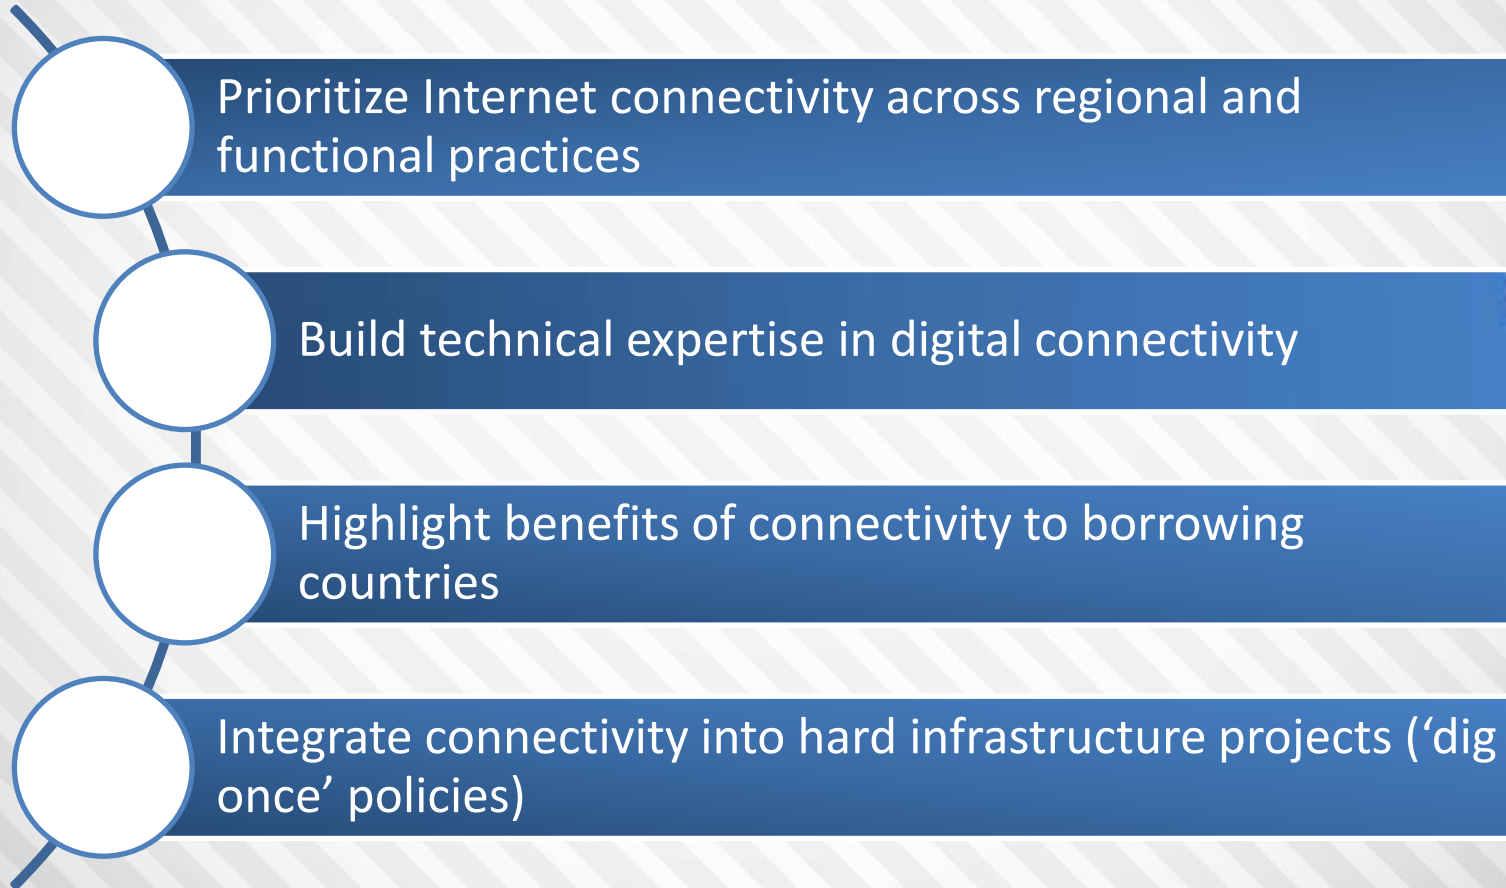 Prioritize Internet connectivity across regional and
functional practices
Build technical expertise in digital connectivity
Highlight benefits of connectivity to borrowing
countries
Integrate connectivity into hard infrastructure projects (‘dig
once’ policies)